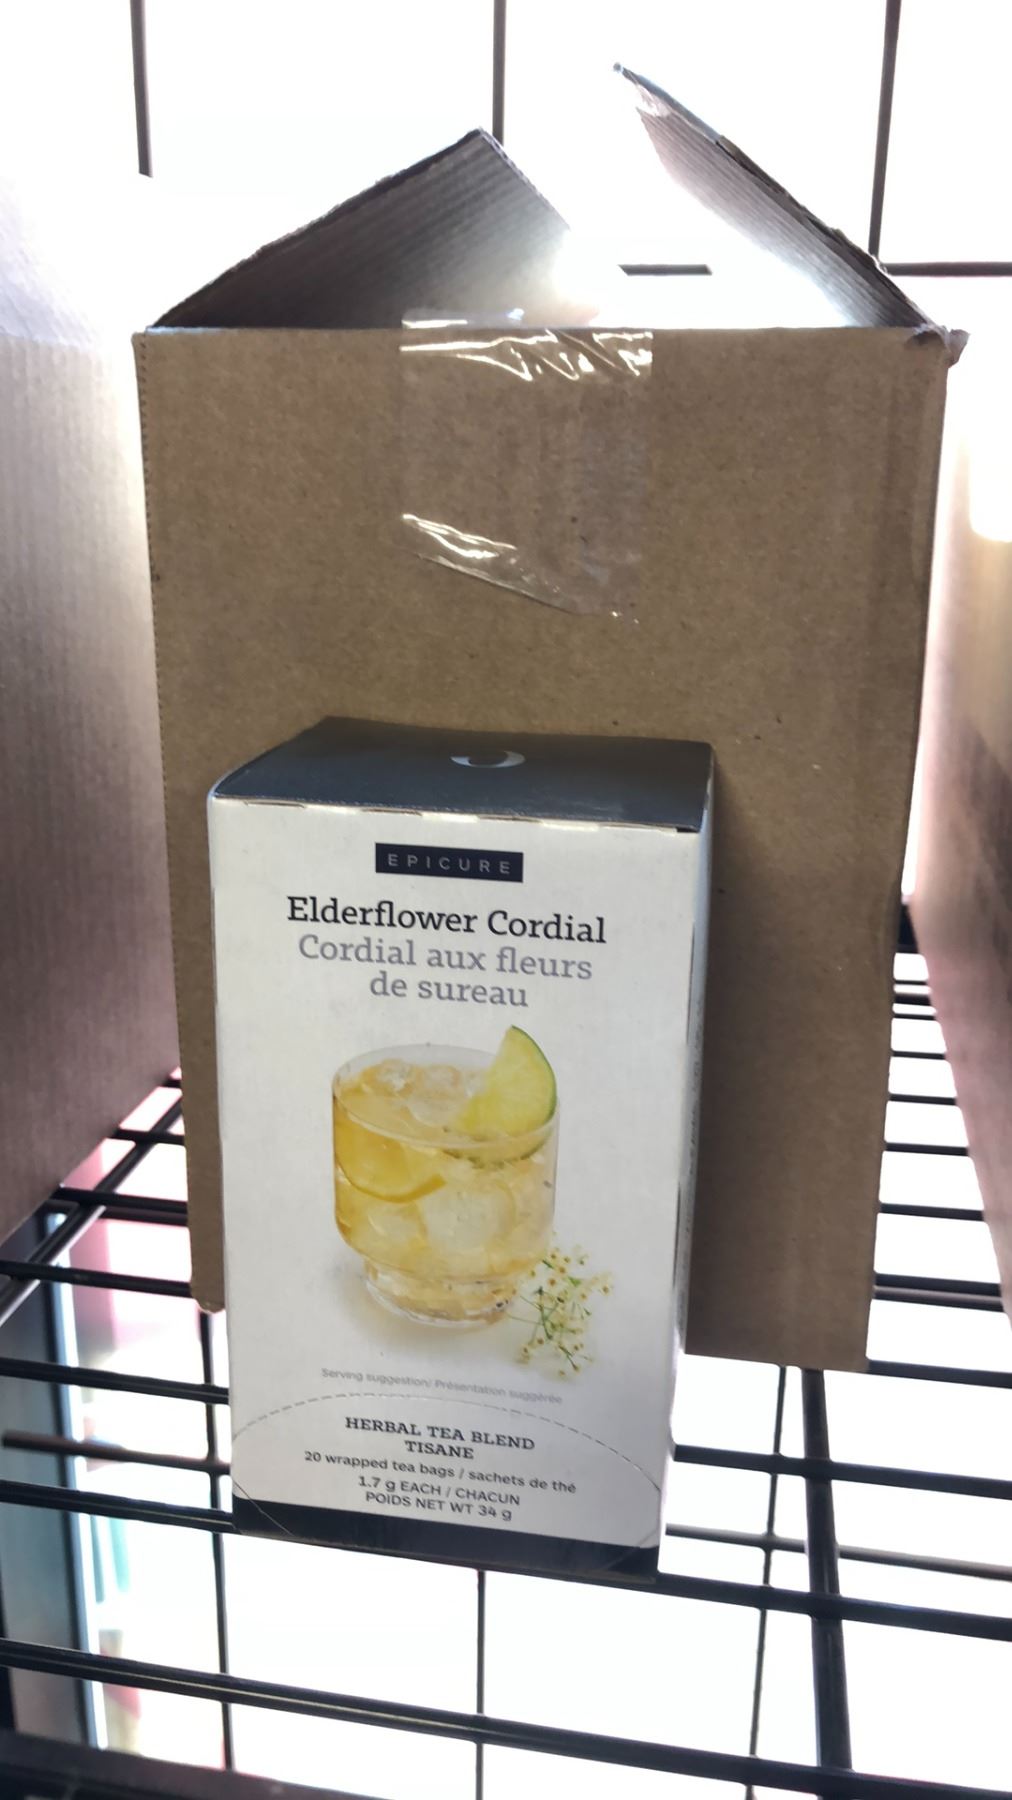 EPICURE
Elderflower Cordial
Cordial aux fleurs
de sureau
Serving suggestion/ Présentation suggérée
HERBAL TEA BLEND
TISANE
20 wrapped tea bags / sachets de thé
1.7 g EACH / CHACUN
POIDS NET WT 34 g